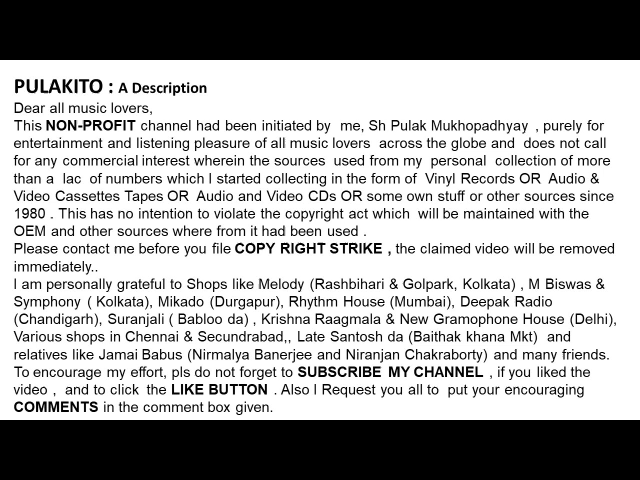 PULAKITO : A Description
Dear all music lovers,
This NON-PROFIT channel had been initiated by me, Sh Pulak Mukhopadhyay , purely for
entertainment and listening pleasure of all music lovers across the globe and does not call
for any commercial interest wherein the sources used from my personal collection of more
than a lac of numbers which I started collecting in the form of Vinyl Records OR Audio &
Video Cassettes Tapes OR Audio and Video CDs OR some own stuff or other sources since
1980 . This has no intention to violate the copyright act which will be maintained with the
OEM and other sources where from it had been used .
Please contact me before you file COPY RIGHT STRIKE , the claimed video will be removed
immediately..
I am personally grateful to Shops like Melody (Rashbihari & Golpark, Kolkata) , M Biswas &
Symphony ( Kolkata), Mikado (Durgapur), Rhythm House (Mumbai), Deepak Radio
(Chandigarh), Suranjali ( Babloo da) , Krishna Raagmala & New Gramophone House (Delhi),
Various shops in Chennai & Secundrabad,, Late Santosh da (Baithak khana Mkt) and
relatives like Jamai Babus (Nirmalya Banerjee and Niranjan Chakraborty) and many friends.
To encourage my effort, pls do not forget to SUBSCRIBE MY CHANNEL , if you liked the
video , and to click the LIKE BUTTON . Also I Request you all to put your encouraging
COMMENTS in the comment box given.